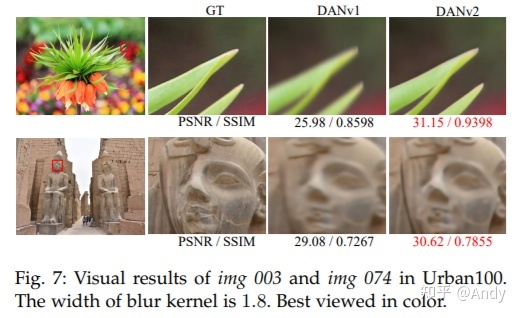 GT DANv1 DANv2
PSNR / SSIM 25.98 / 0.8598 31.15 / 0.9398
PSNR / SSIM 29.08 / 0.7267 30.62 / 0.7855
Fig. 7: Visual results of img 003 and img 074 in Urban100.
The width of blur kernel is 1.8. Best viewed in color.
知乎 @Andy